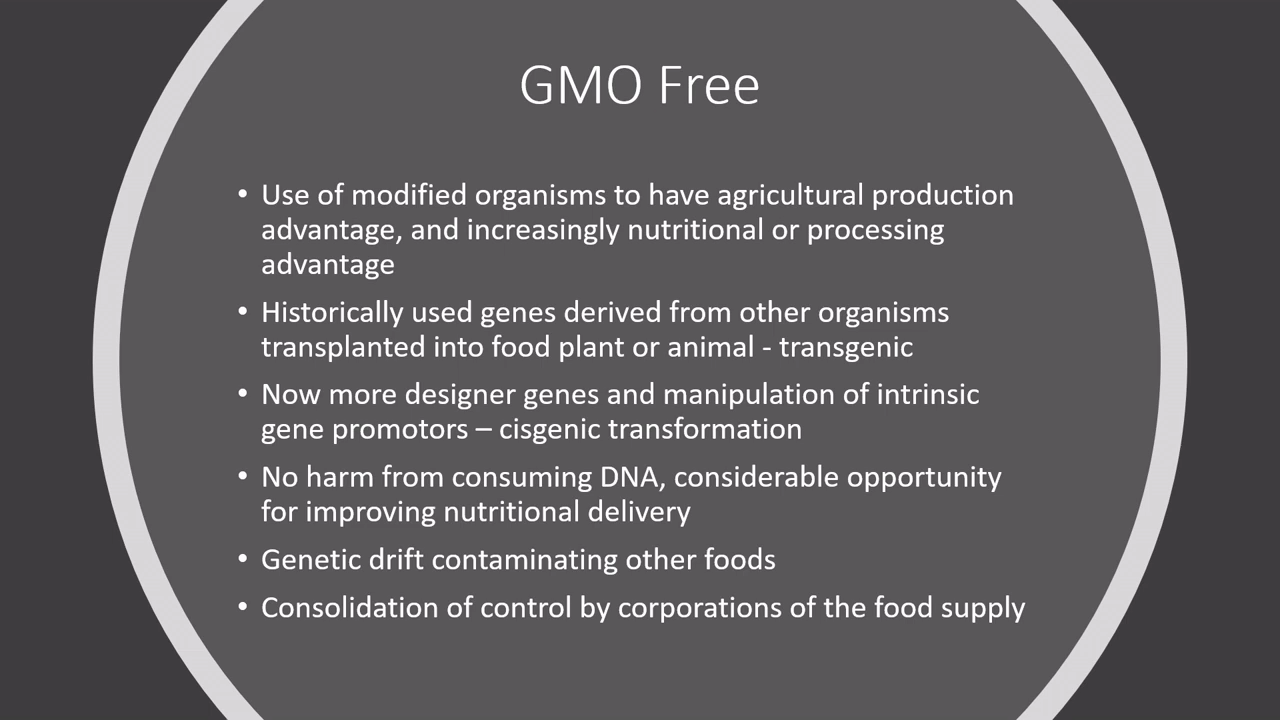 GMO Free
• Use of modified organisms to have agricultural production
advantage, and increasingly nutritional or processing
advantage
• Historically used genes derived from other organisms
transplanted into food plant or animal - transgenic
• Now more designer genes and manipulation of intrinsic
gene promotors – cisgenic transformation
• No harm from consuming DNA, considerable opportunity
for improving nutritional delivery
• Genetic drift contaminating other foods
• Consolidation of control by corporations of the food supply